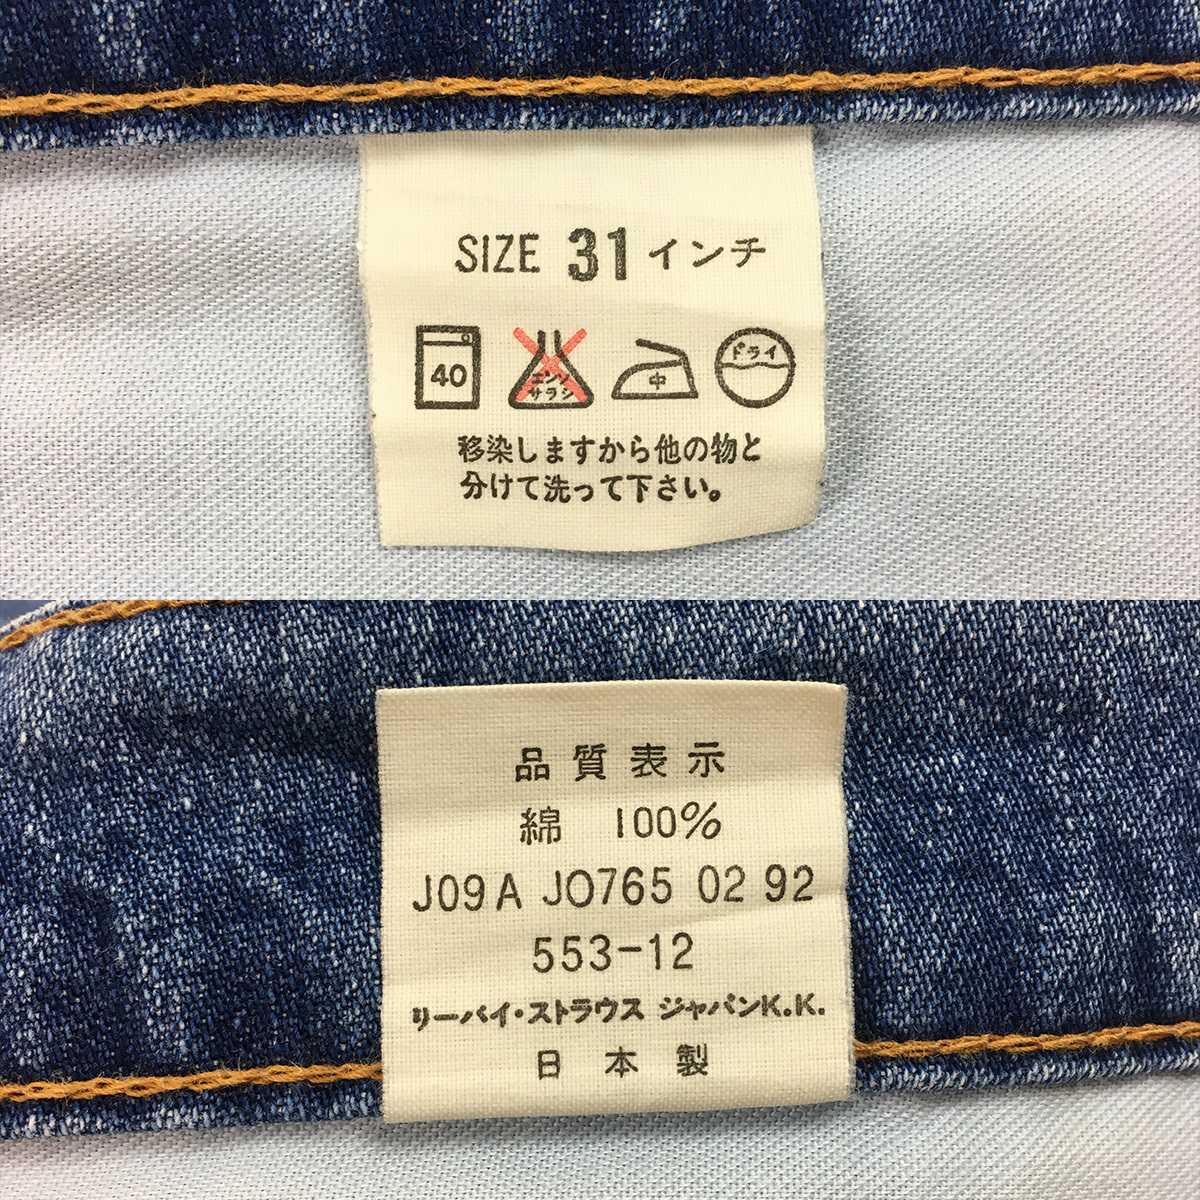 SIZE 31 インチ
40
エンソ
サラシ
中
ドライ
移染しますから他の物と
分けて洗って下さい。
品質表示
綿 100%
J09A JO765 02 92
553-12
リーバイ・ストラウス ジャパンK.K.
日本製